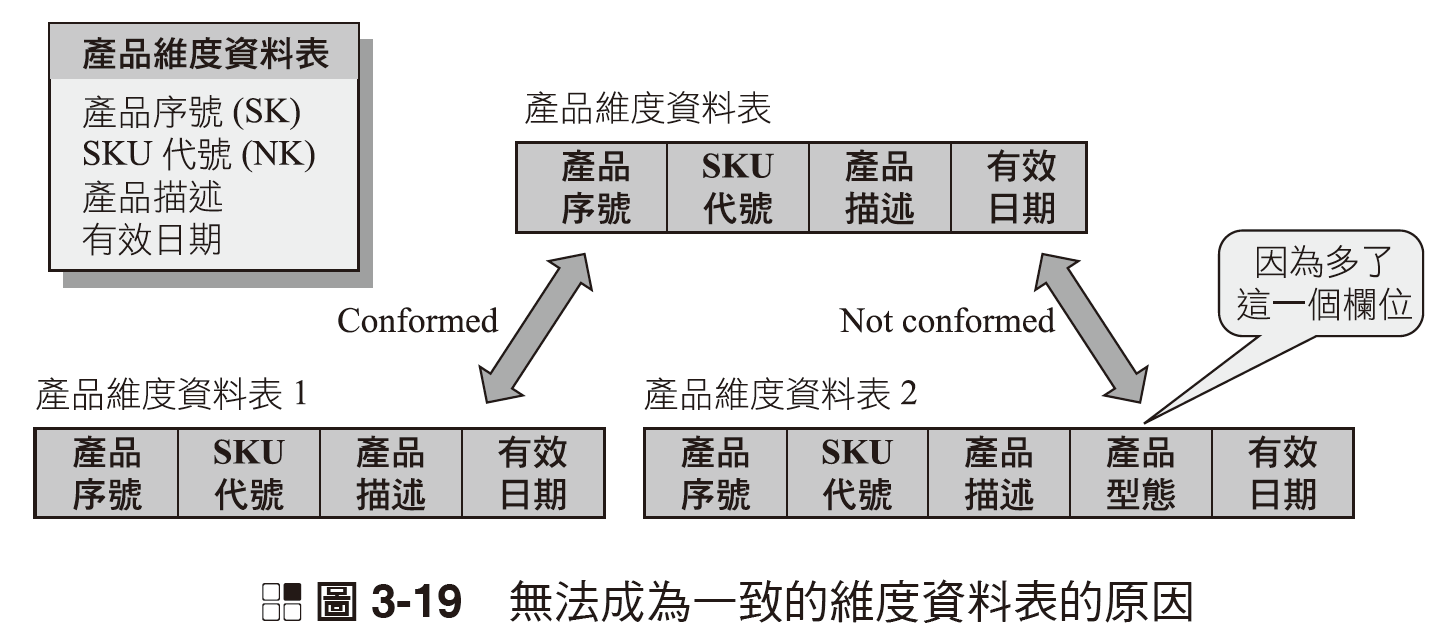 產品維度資料表
產品序號 (SK)
SKU 代號 (NK)
產品描述
有效日期
產品維度資料表
產品
序號
SKU
代號
產品
描述
有效
日期
因為多了
這一個欄位
Conformed
Not conformed
產品維度資料表 1
產品
序號
SKU
代號
產品
描述
有效
日期
產品維度資料表 2
產品
序號
SKU
代號
產品
描述
產品
型態
有效
日期
圖 3-19 無法成為一致的維度資料表的原因